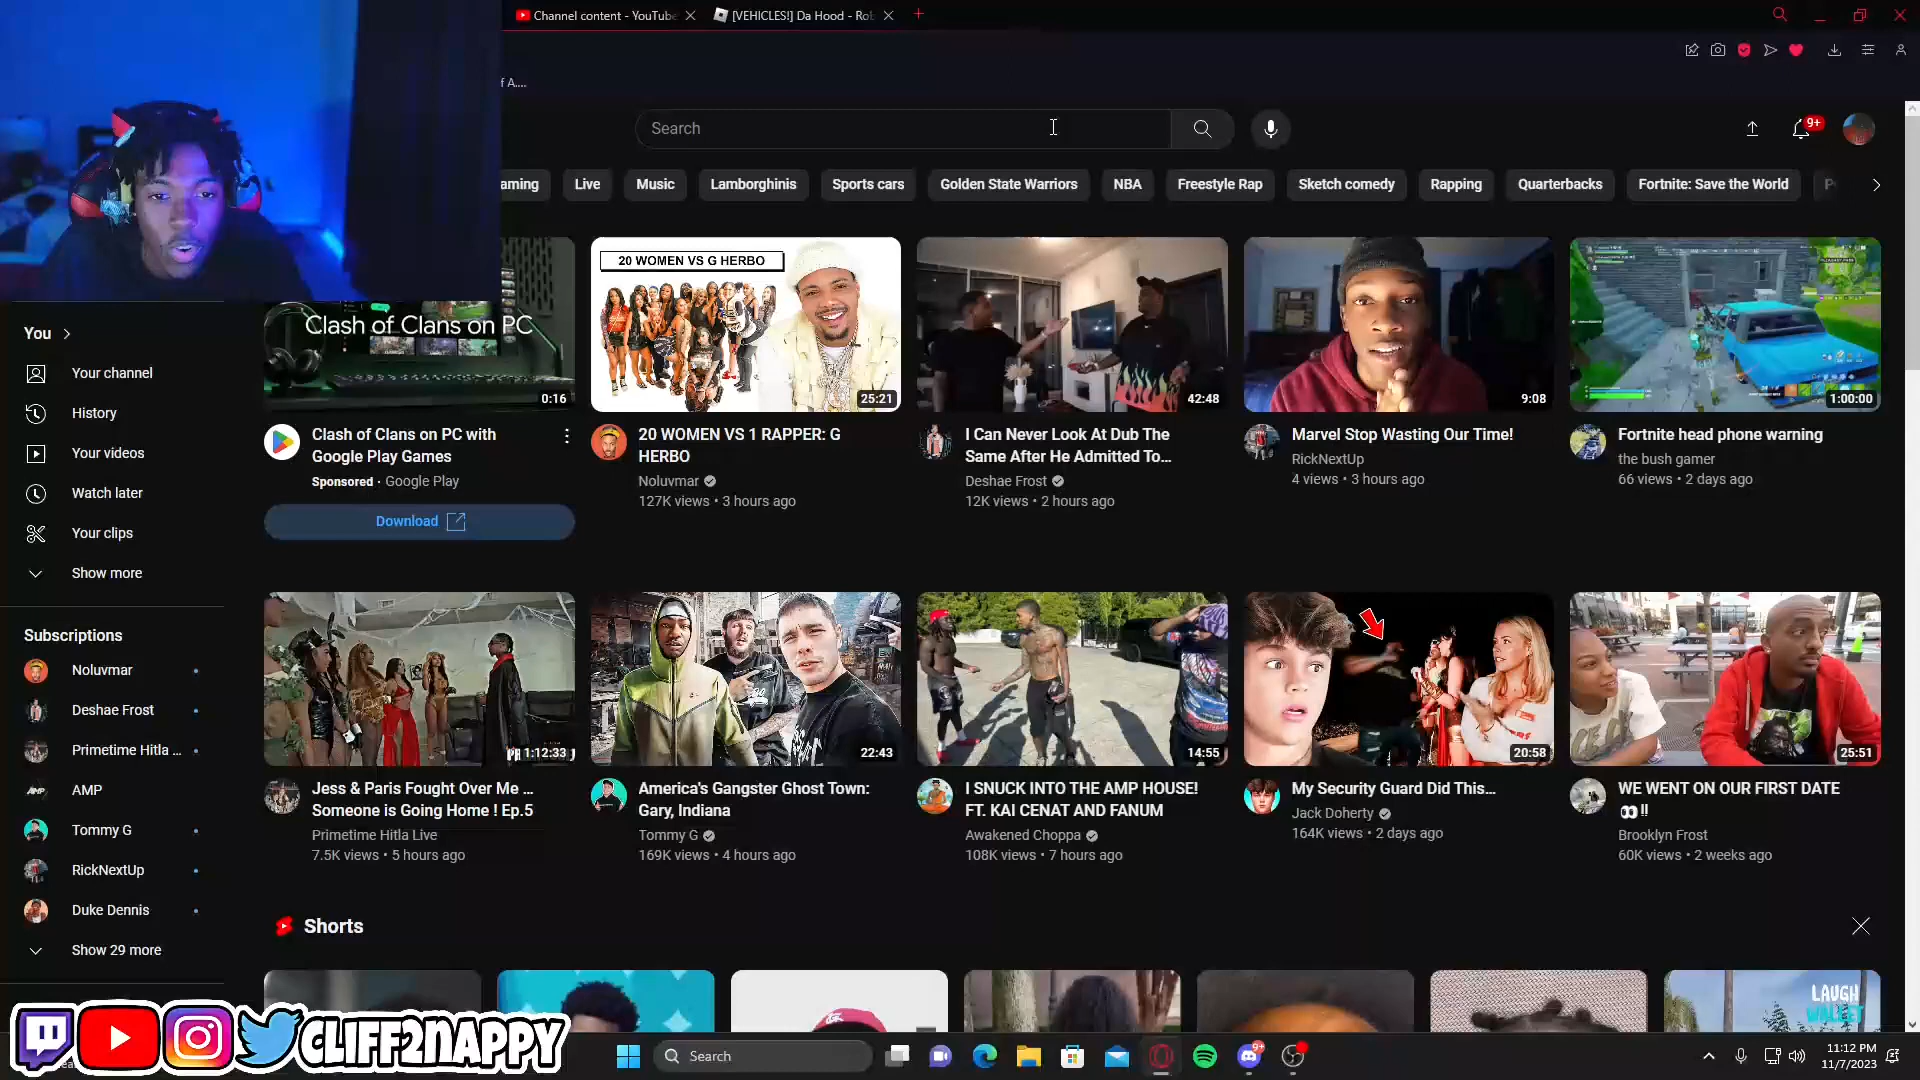 Channel content - YouTube
[VEHICLES!] Da Hood - Rob
f A....
Search
9+
aming
Live
Music
Lamborghinis
Sports cars
Golden State Warriors
NBA
Freestyle Rap
Sketch comedy
Rapping
Quarterbacks
Fortnite: Save the World
You
Your channel
History
Your videos
Watch later
Your clips
Show more
Subscriptions
Noluvmar
Deshae Frost
Primetime Hitla ...
AMP
Tommy G
RickNextUp
Duke Dennis
Show 29 more
Clash of Clans on PC
0:16
Clash of Clans on PC with
Google Play Games
Sponsored · Google Play
Download
20 WOMEN VS G HERBO
25:21
20 WOMEN VS 1 RAPPER: G
HERBO
Noluvmar
127K views • 3 hours ago
42:48
I Can Never Look At Dub The
Same After He Admitted To...
Deshae Frost
12K views • 2 hours ago
9:08
Marvel Stop Wasting Our Time!
RickNextUp
4 views • 3 hours ago
1:00:00
Fortnite head phone warning
the bush gamer
66 views • 2 days ago
1:12:33
Jess & Paris Fought Over Me ...
Someone is Going Home ! Ep.5
Primetime Hitla Live
7.5K views • 5 hours ago
22:43
America's Gangster Ghost Town:
Gary, Indiana
Tommy G
169K views • 4 hours ago
14:55
I SNUCK INTO THE AMP HOUSE!
FT. KAI CENAT AND FANUM
Awakened Choppa
108K views • 7 hours ago
20:58
My Security Guard Did This...
Jack Doherty
164K views • 2 days ago
25:51
WE WENT ON OUR FIRST DATE
👀!!
Brooklyn Frost
60K views • 2 weeks ago
Shorts
LAUGH
WALLET
CLIFF2NAPPY
Search
9+
11:12 PM
11/7/2023